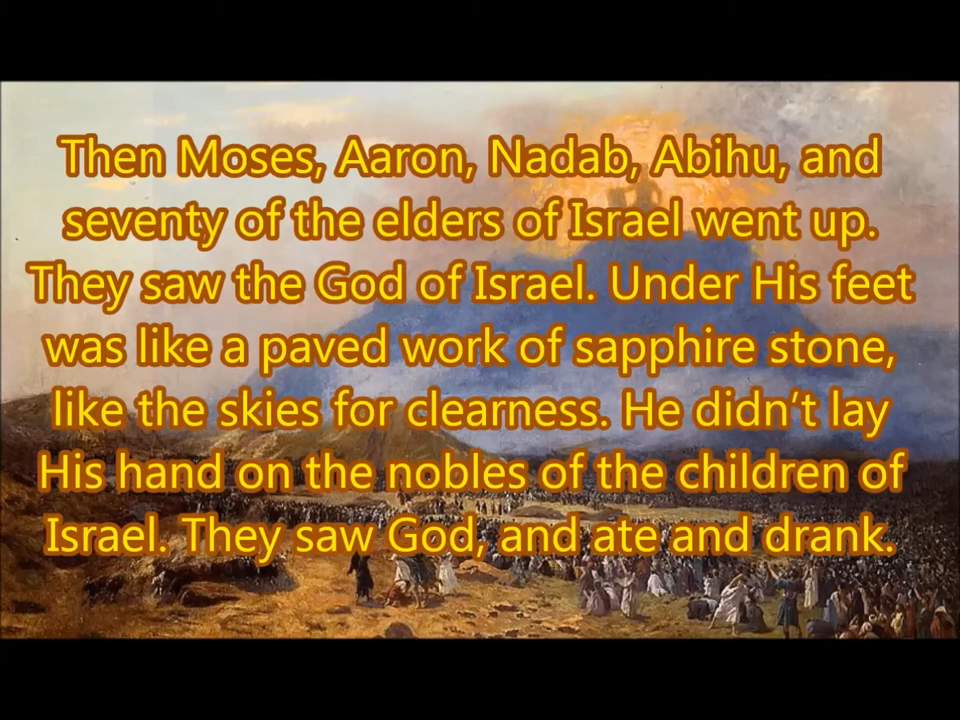 Then Moses, Aaron, Nadab, Abihu, and
seventy of the elders of Israel went up.
They saw the God of Israel. Under His feet
was like a paved work of sapphire stone,
like the skies for clearness. He didn’t lay
His hand on the nobles of the children of
Israel. They saw God, and ate and drank.